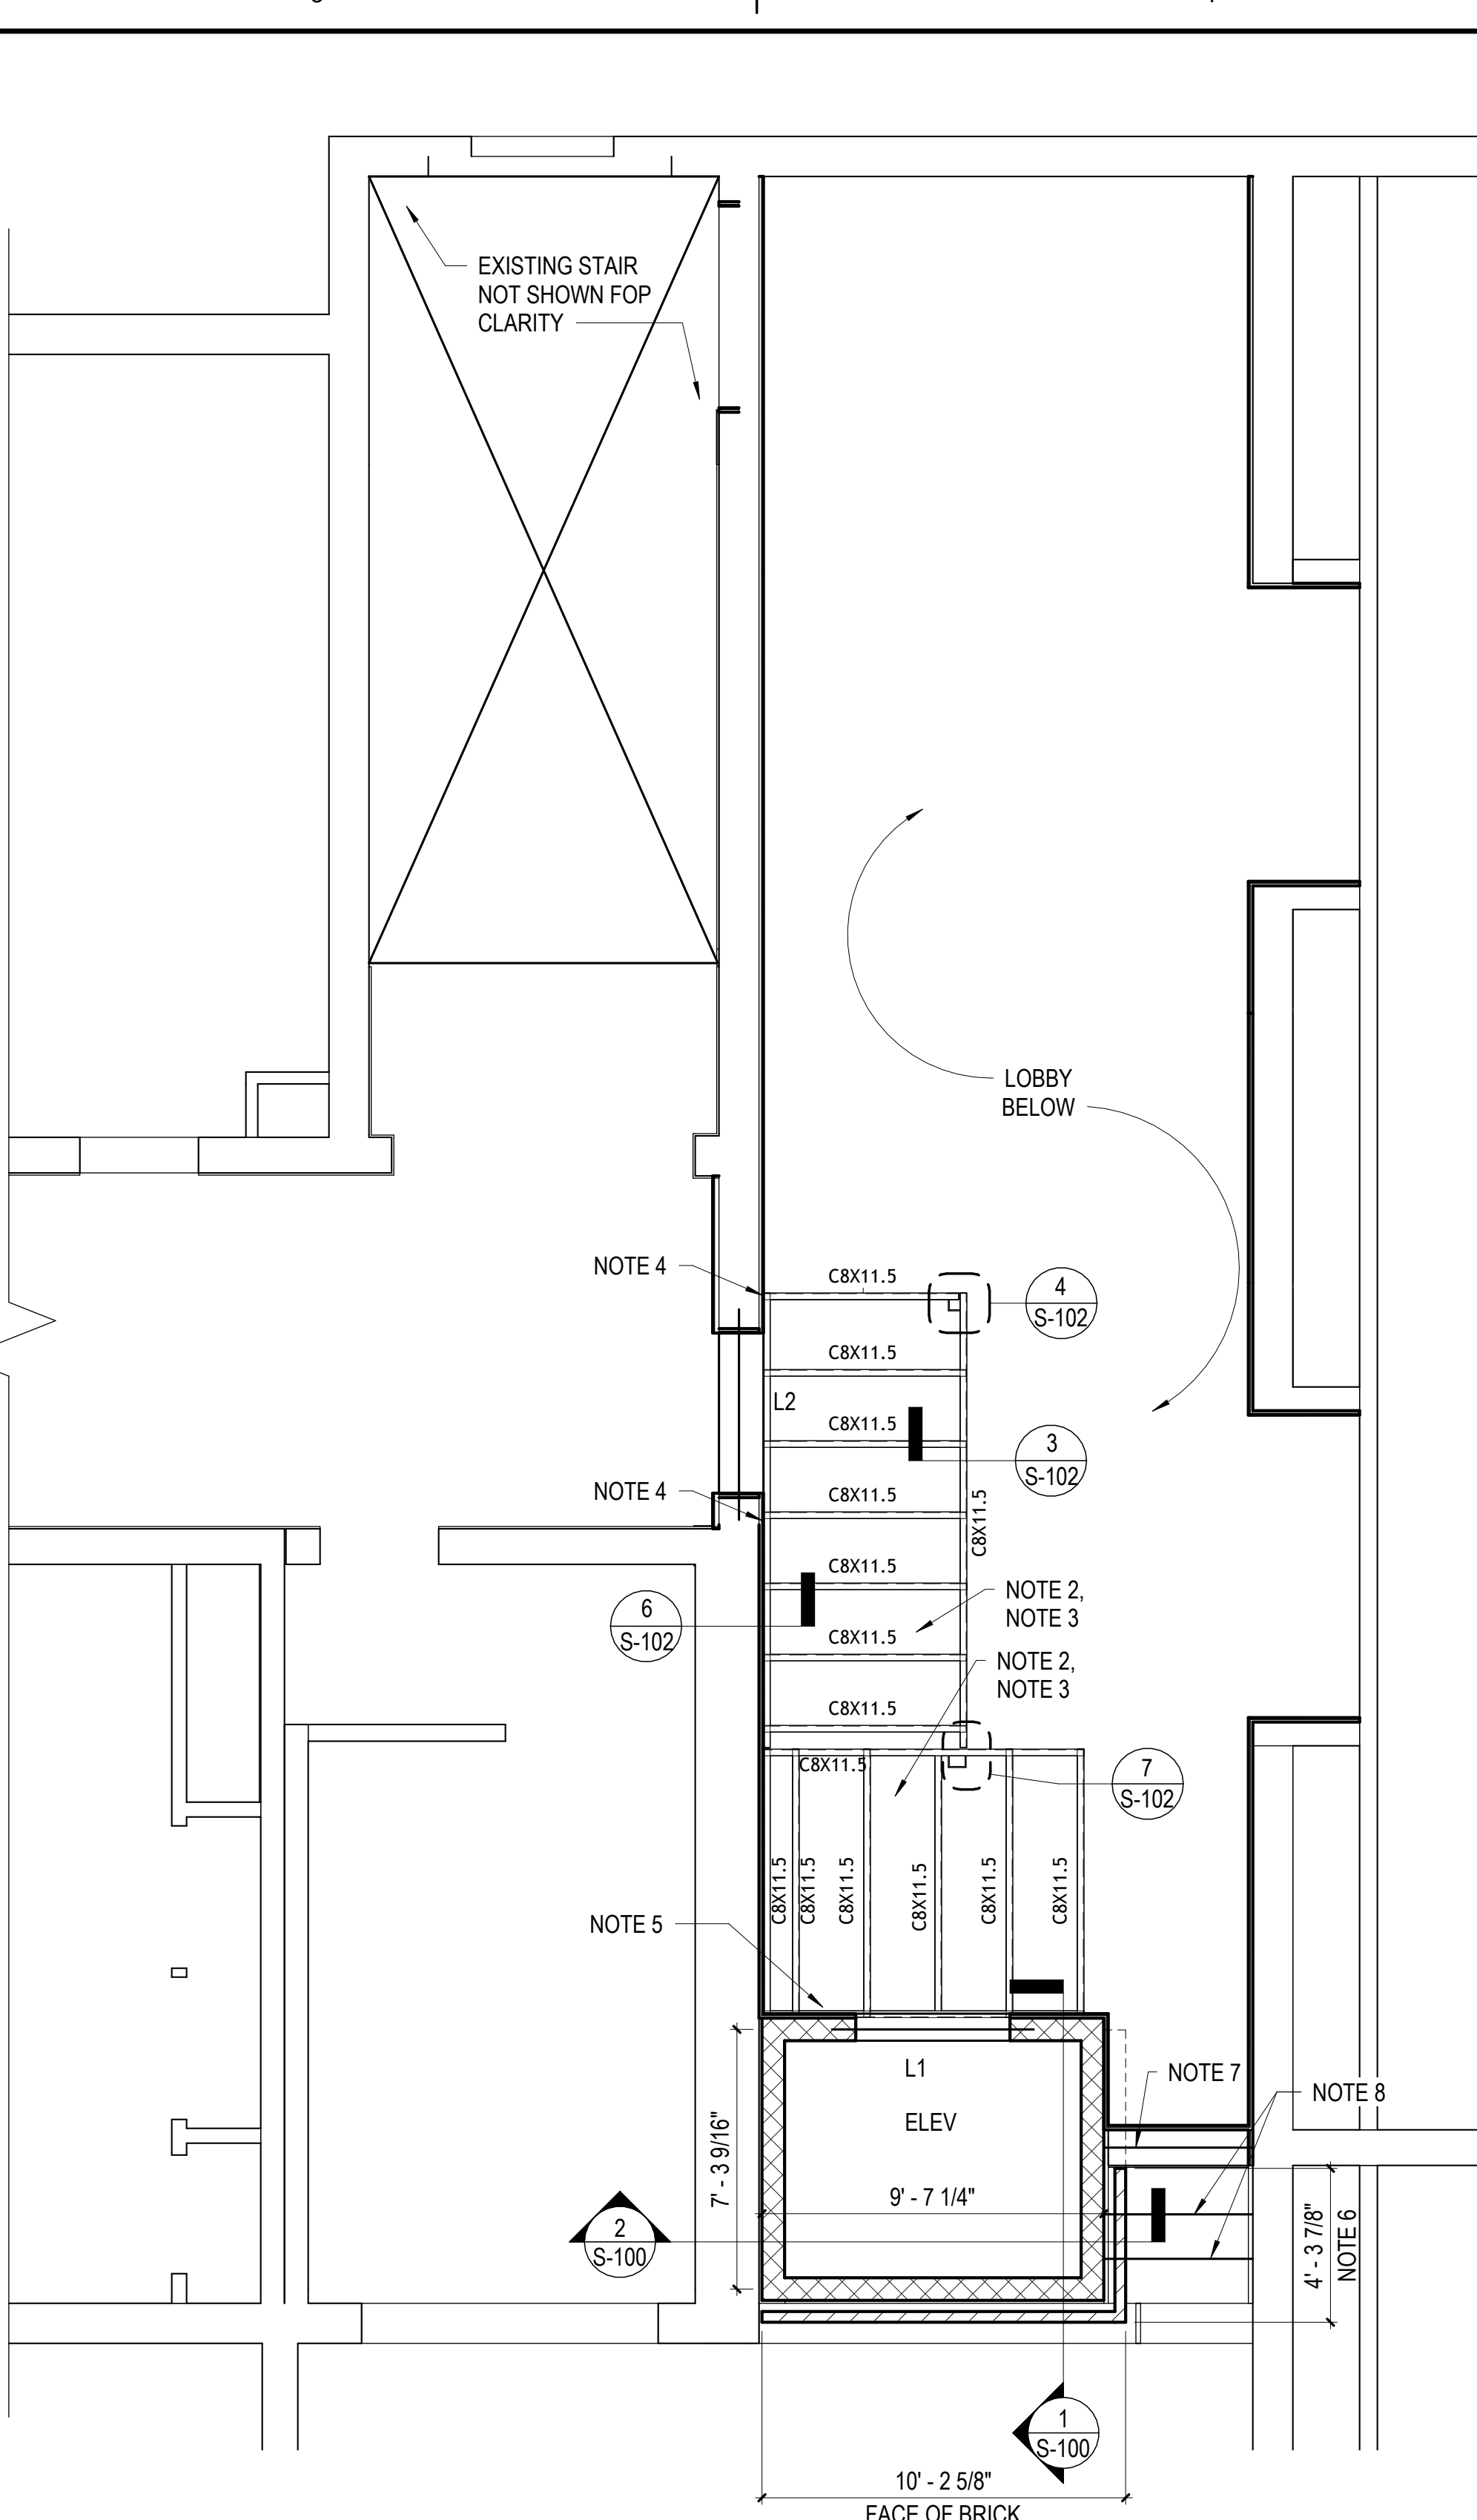 EXISTING STAIR
NOT SHOWN FOP
CLARITY
LOBBY
BELOW
NOTE 4
C8X11.5
4
S-102
C8X11.5
L2
C8X11.5
3
S-102
NOTE 4
C8X11.5
C8X11.5
C8X11.5
NOTE 2,
NOTE 3
6
S-102
C8X11.5
NOTE 2,
NOTE 3
C8X11.5
C8X11.5
7
S-102
C8X11.5
C8X11.5
C8X11.5
C8X11.5
C8X11.5
C8X11.5
NOTE 5
L1
NOTE 7
NOTE 8
ELEV
7' - 3 9/16"
9' - 7 1/4"
2
S-100
4' - 3 7/8"
NOTE 6
1
S-100
10' - 2 5/8"
FACE OF BRICK